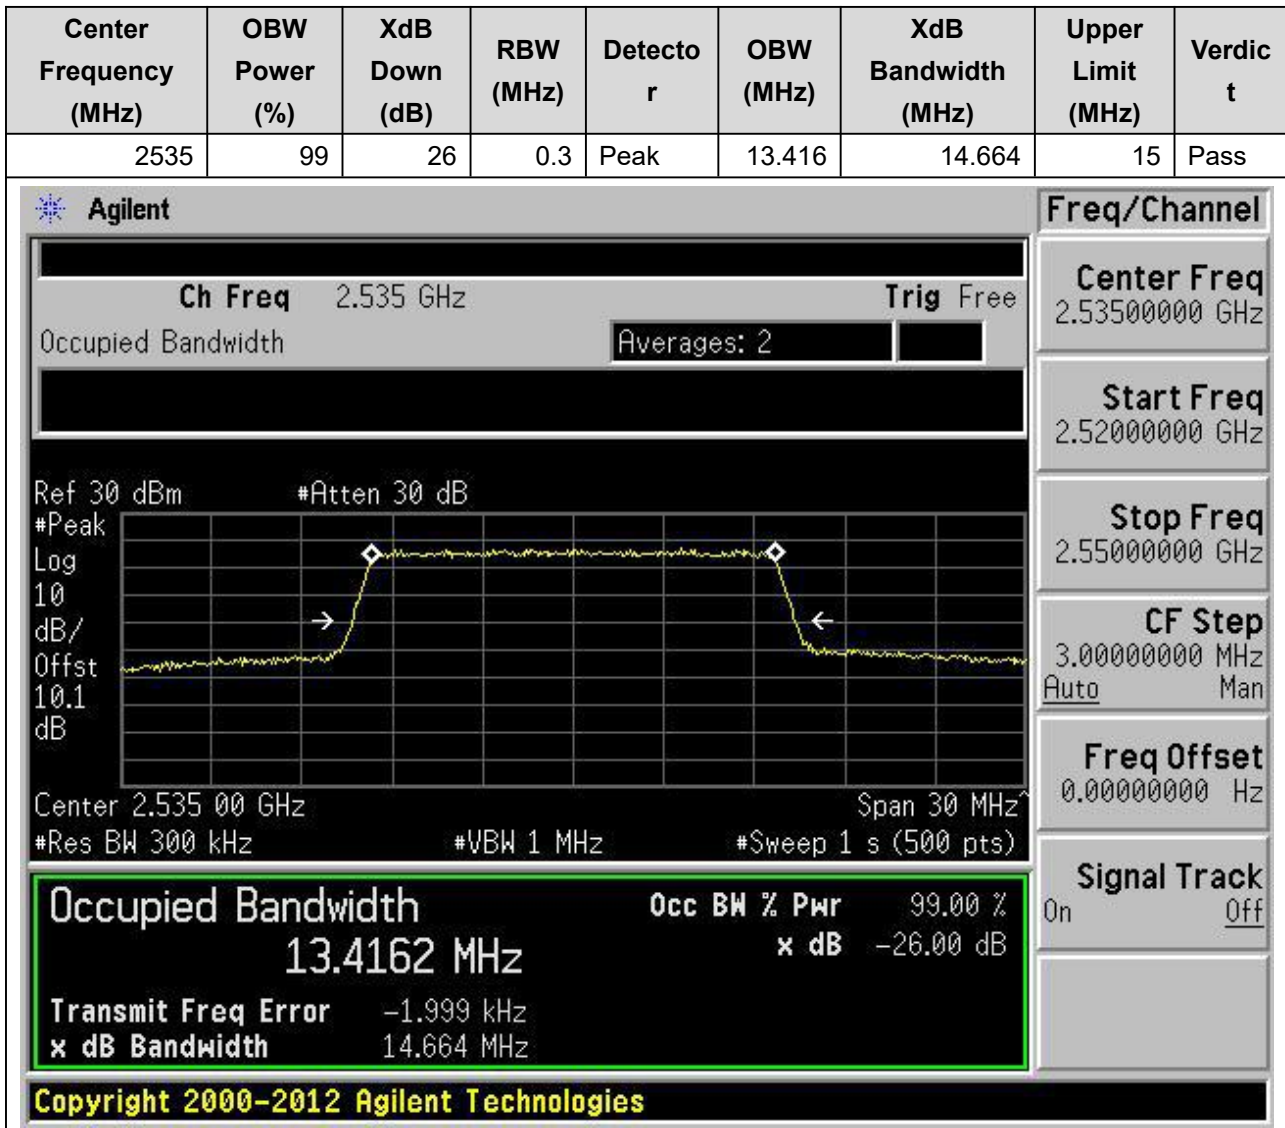 Center Frequency (MHz) OBW Power (%) XdB Down (dB) RBW (MHz) Detector OBW (MHz) XdB Bandwidth (MHz) Upper Limit (MHz) Verdict
2535 99 26 0.3 Peak 13.416 14.664 15 Pass
Agilent
Freq/Channel
Ch Freq 2.535 GHz Trig Free
Occupied Bandwidth Averages: 2
Ref 30 dBm #Atten 30 dB
#Peak
Log
10
dB/
Offst
10.1
dB
Center 2.535 00 GHz Span 30 MHz^
#Res BW 300 kHz #VBW 1 MHz #Sweep 1 s (500 pts)
Occupied Bandwidth Occ BW % Pwr 99.00 %
13.4162 MHz x dB -26.00 dB
Transmit Freq Error -1.999 kHz
x dB Bandwidth 14.664 MHz
Center Freq
2.53500000 GHz
Start Freq
2.52000000 GHz
Stop Freq
2.55000000 GHz
CF Step
3.00000000 MHz
Auto Man
Freq Offset
0.00000000 Hz
Signal Track
On Off
Copyright 2000-2012 Agilent Technologies